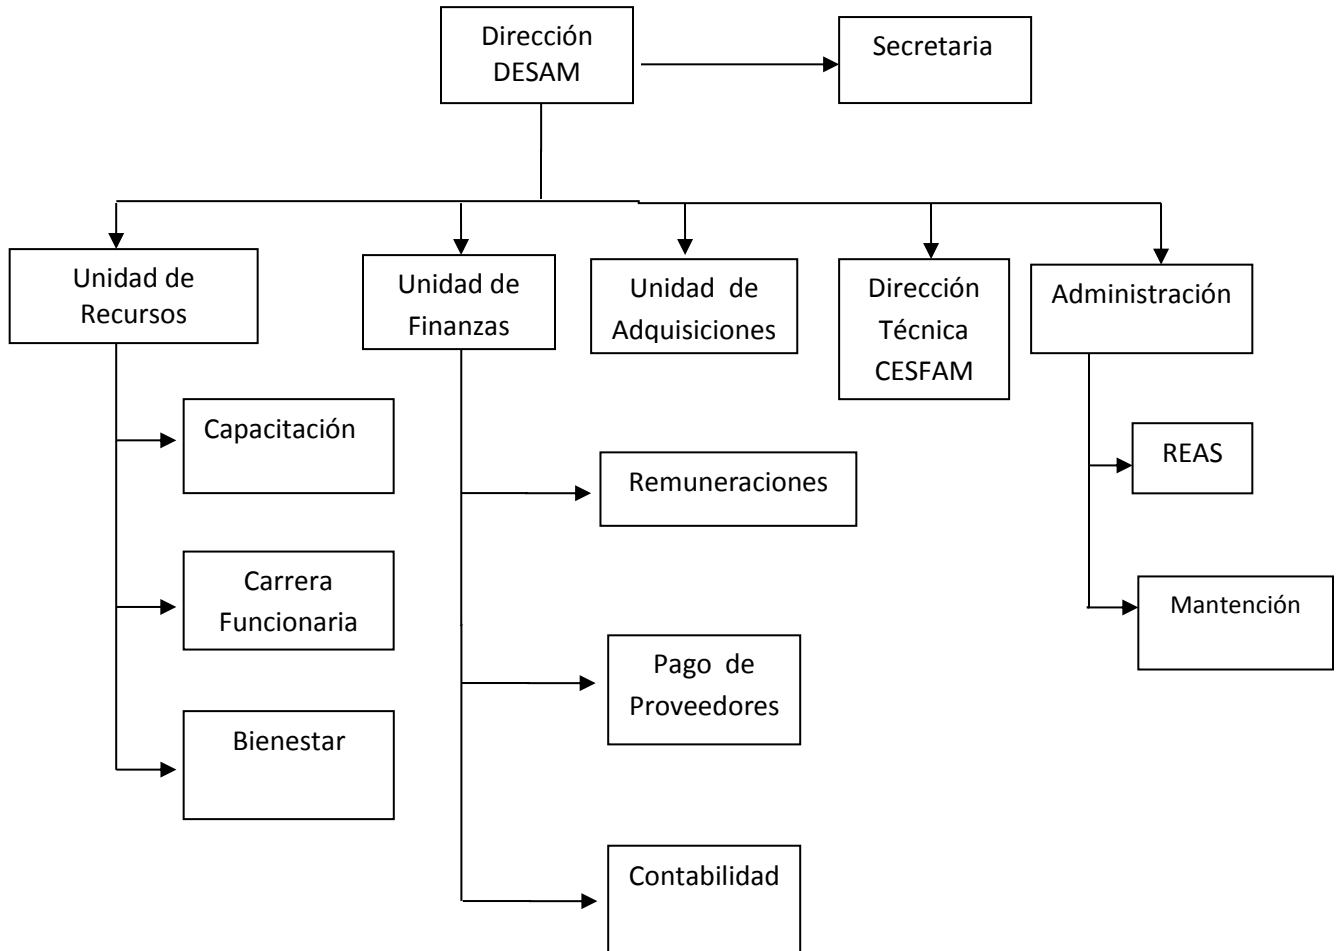 Dirección
DESAM
Secretaria
Unidad de
Recursos
Unidad de
Finanzas
Unidad de
Adquisiciones
Dirección
Técnica
CESFAM
Administración
Capacitación
Carrera
Funcionaria
Bienestar
Remuneraciones
Pago de
Proveedores
Contabilidad
REAS
Mantención